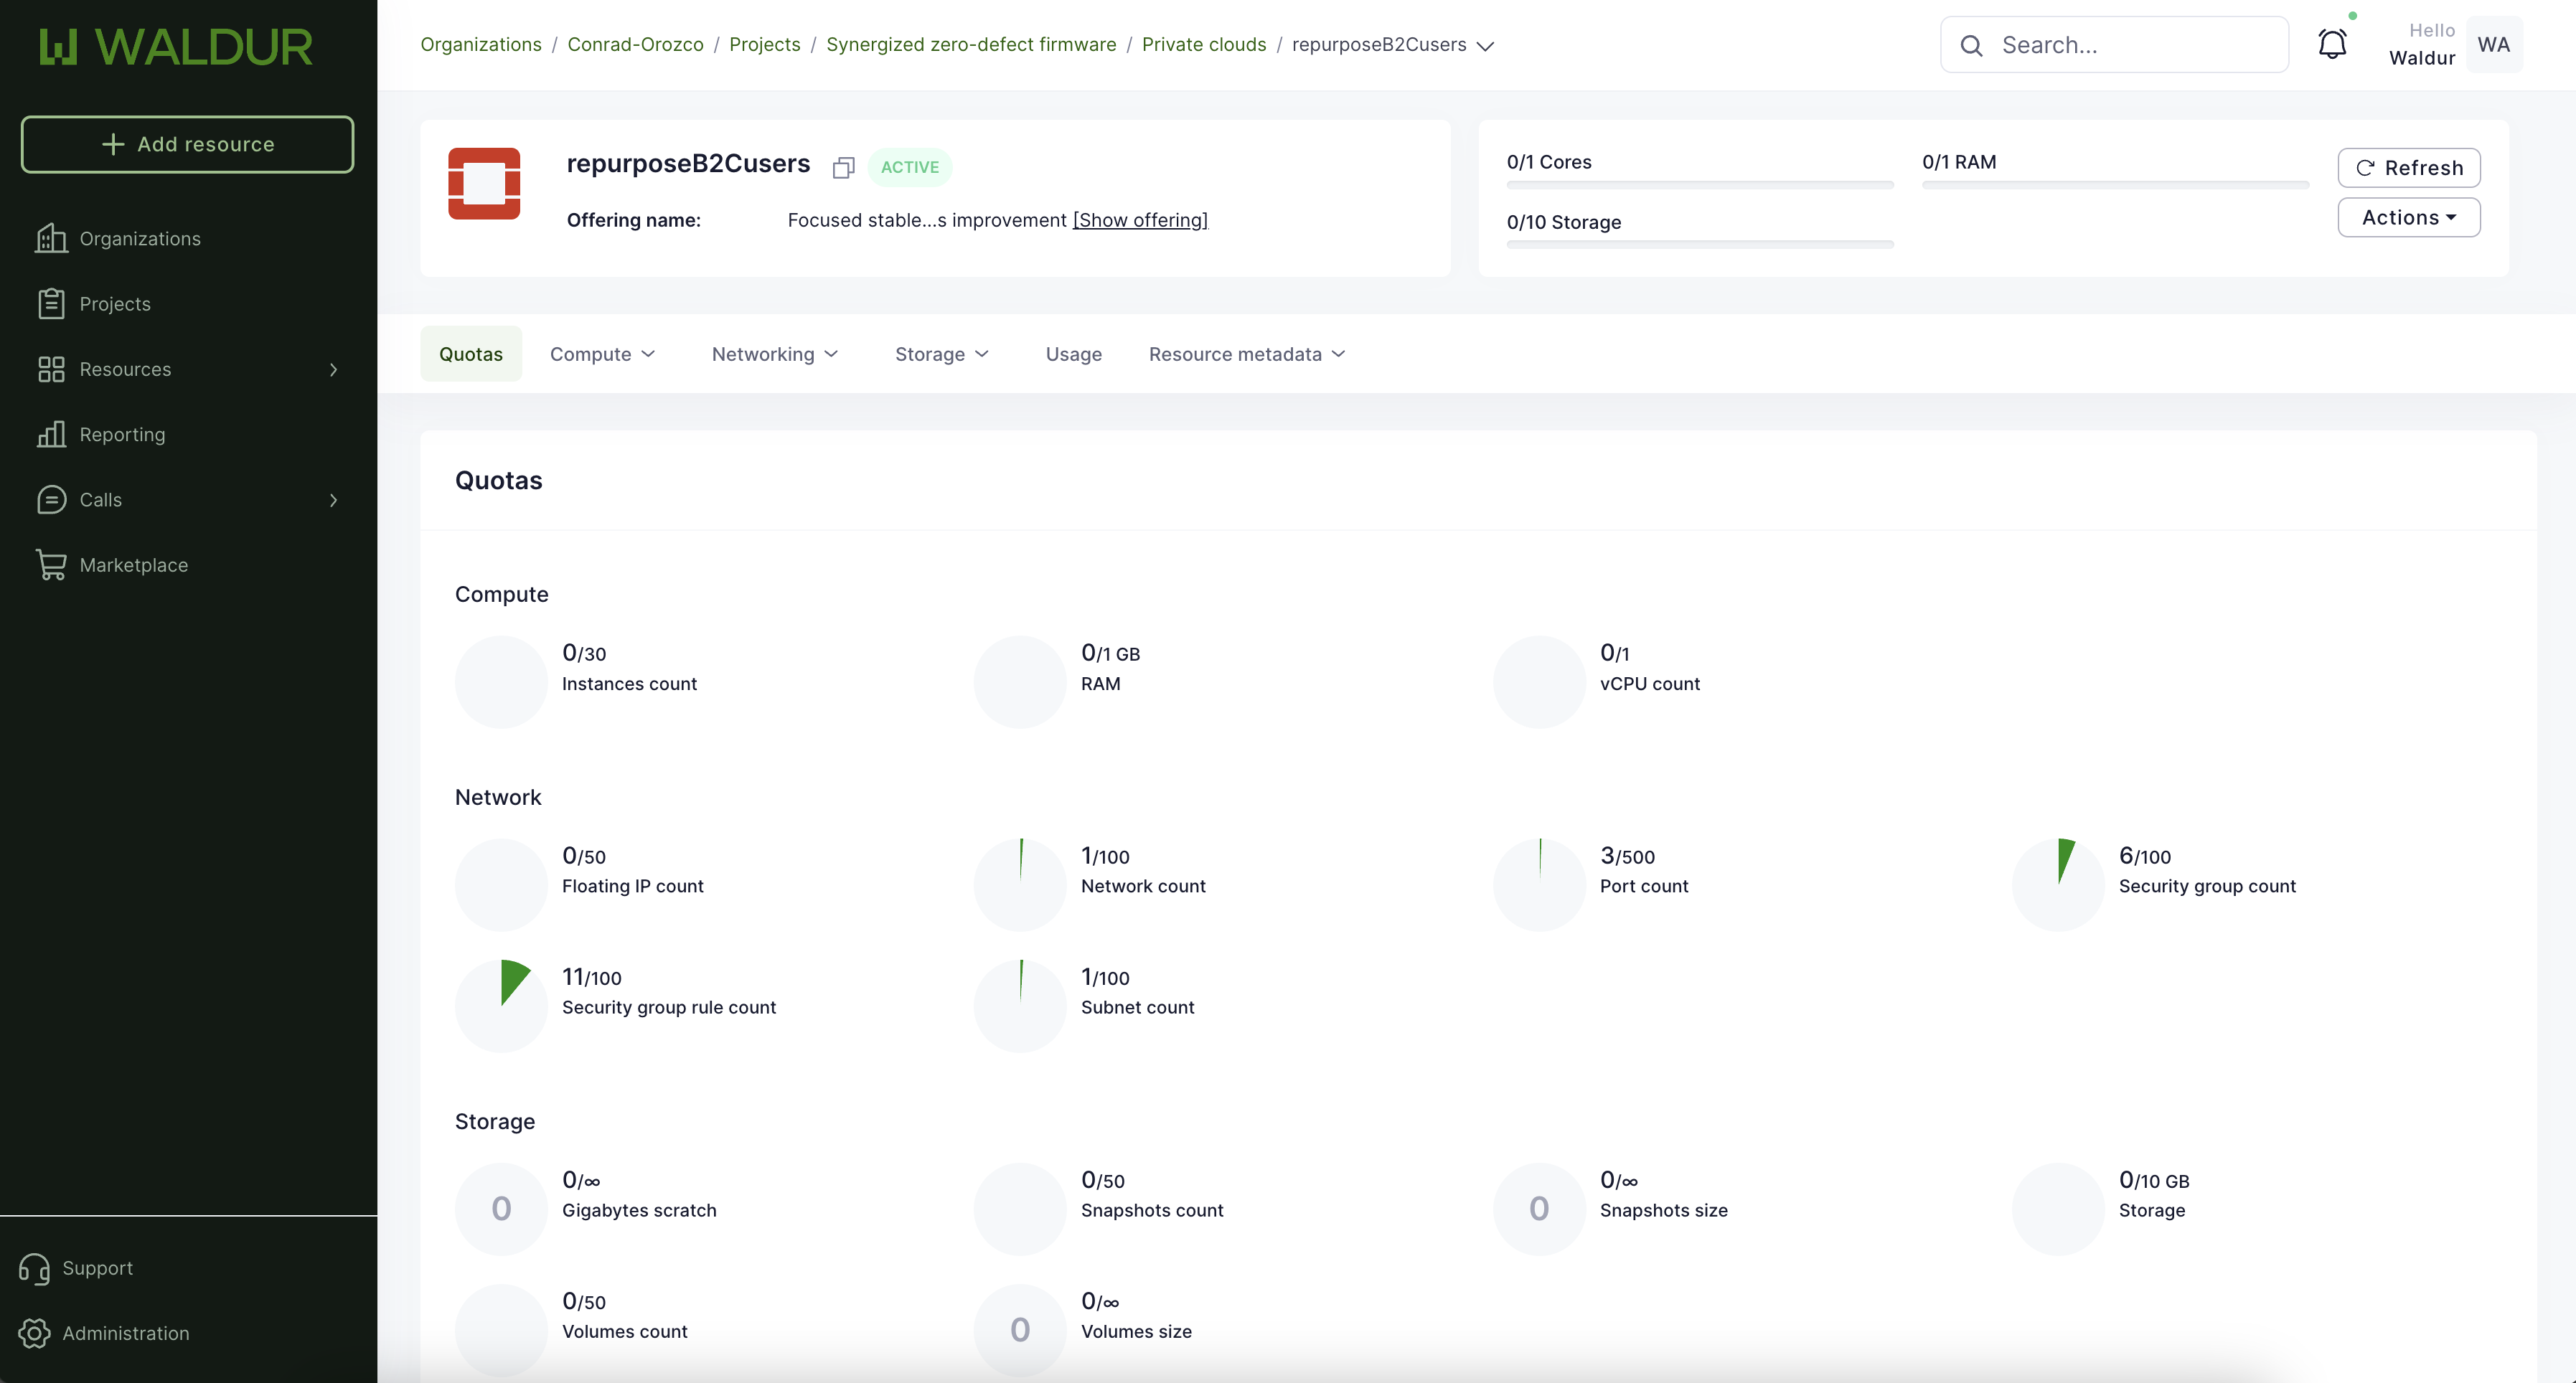 WALDUR
Add resource
Organizations
Projects
Resources
Reporting
Calls
Marketplace
Support
Administration
Organizations / Conrad-Orozco / Projects / Synergized zero-defect firmware / Private clouds / repurposeB2Cusers
Search...
Hello
Waldur
WA
repurposeB2Cusers
ACTIVE
Offering name: Focused stable...s improvement [Show offering]
0/1 Cores
0/1 RAM
0/10 Storage
Refresh
Actions
Quotas
Compute
Networking
Storage
Usage
Resource metadata
Quotas
Compute
0/30
Instances count
0/1 GB
RAM
0/1
vCPU count
Network
0/50
Floating IP count
1/100
Network count
3/500
Port count
6/100
Security group count
11/100
Security group rule count
1/100
Subnet count
Storage
0
0/∞
Gigabytes scratch
0/50
Snapshots count
0
0/∞
Snapshots size
0/10 GB
Storage
0/50
Volumes count
0
0/∞
Volumes size